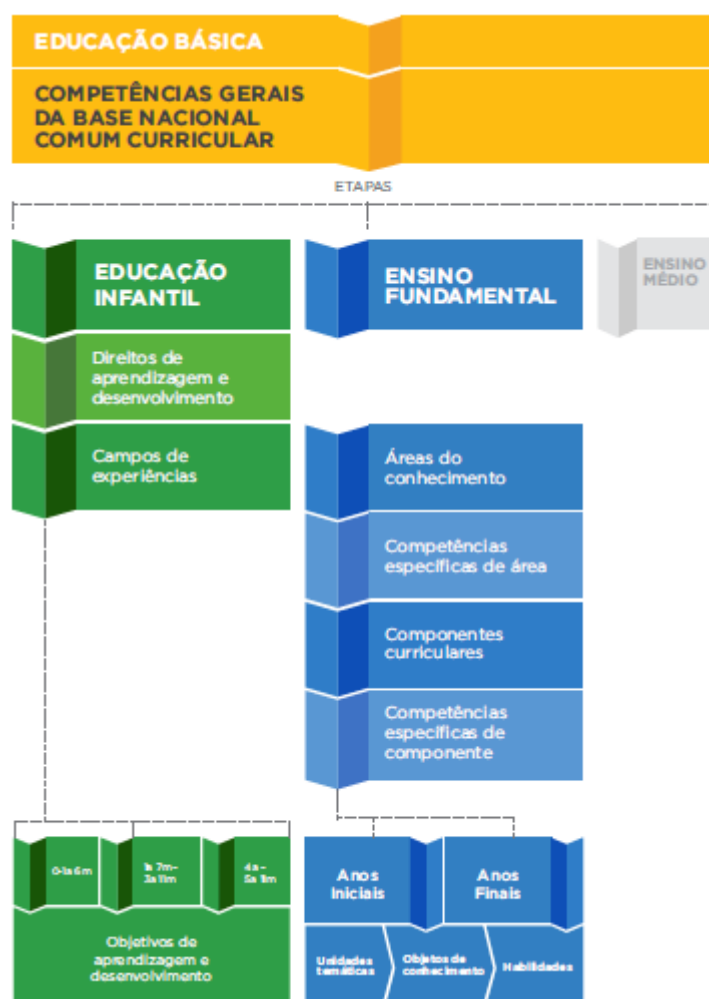 EDUCAÇÃO BÁSICA
COMPETÊNCIAS GERAIS
DA BASE NACIONAL
COMUM CURRICULAR
ETAPAS
EDUCAÇÃO
INFANTIL
Direitos de
aprendizagem e
desenvolvimento
Campos de
experiências
ENSINO
FUNDAMENTAL
Áreas do
conhecimento
Competências
específicas de área
Componentes
curriculares
Competências
específicas de
componente
ENSINO
MÉDIO
0-1a 6m
1a 7m–
3a 11m
4a –
5a 11m
Objetivos de
aprendizagem e
desenvolvimento
Anos
Iniciais
Anos
Finais
Unidades
temáticas
Objetos de
conhecimento
Habilidades